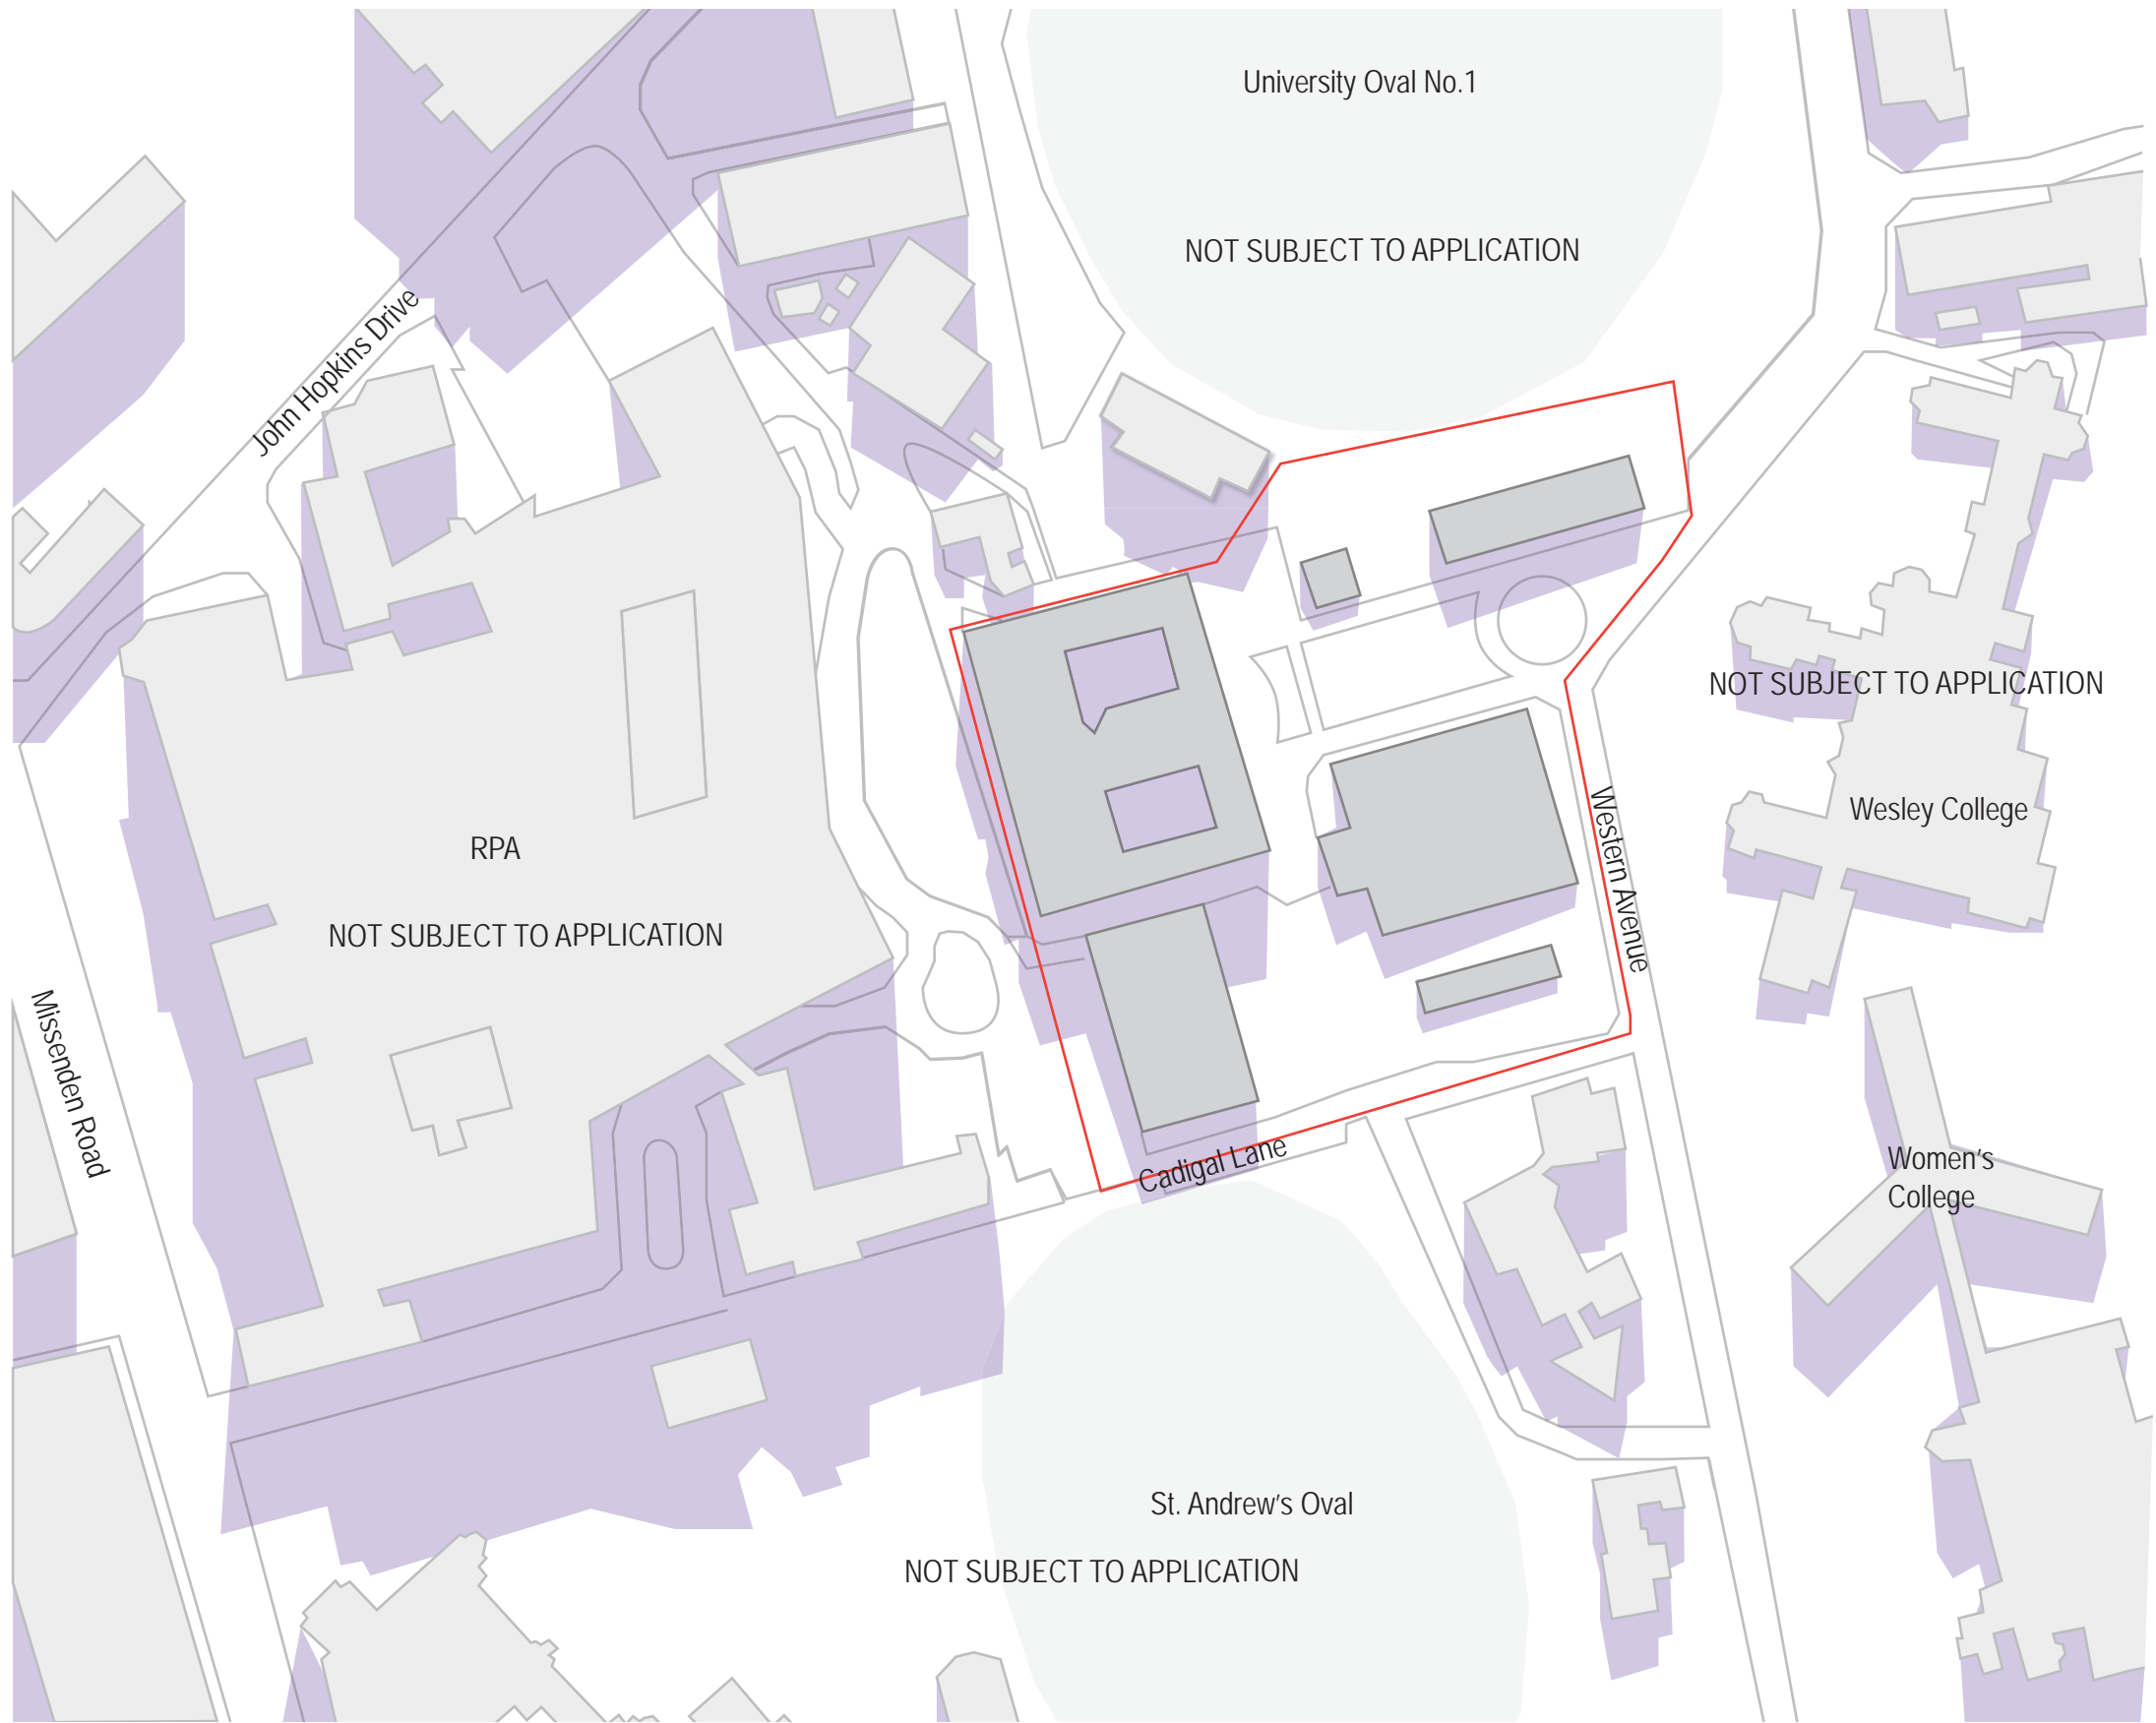 University Oval No.1
NOT SUBJECT TO APPLICATION
John Hopkins Drive
NOT SUBJECT TO APPLICATION
Wesley College
RPA
NOT SUBJECT TO APPLICATION
Western Avenue
Missenden Road
Cadigal Lane
Women's
College
St. Andrew's Oval
NOT SUBJECT TO APPLICATION